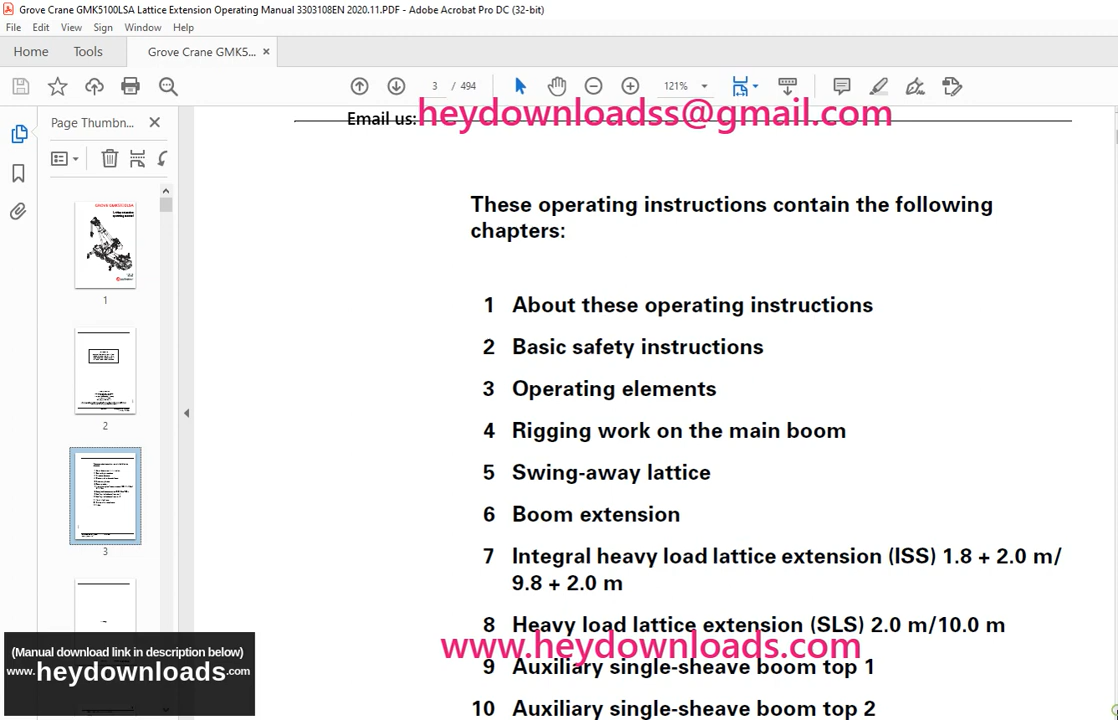 Grove Crane GMK5100LSA Lattice Extension Operating Manual 3303108EN 2020.11.PDF - Adobe Acrobat Pro DC (32-bit)
File Edit View Sign Window Help
Home Tools Grove Crane GMK5... ×
3 / 494 121%
Email us:heydownloadss@gmail.com
Page Thumbn...
These operating instructions contain the following
chapters:
1 About these operating instructions
2 Basic safety instructions
3 Operating elements
4 Rigging work on the main boom
5 Swing-away lattice
6 Boom extension
7 Integral heavy load lattice extension (ISS) 1.8 + 2.0 m/
9.8 + 2.0 m
8 Heavy load lattice extension (SLS) 2.0 m/10.0 m
www.heydownloads.com
9 Auxiliary single-sheave boom top 1
10 Auxiliary single-sheave boom top 2
1
2
3
(Manual download link in description below)
www.heydownloads.com